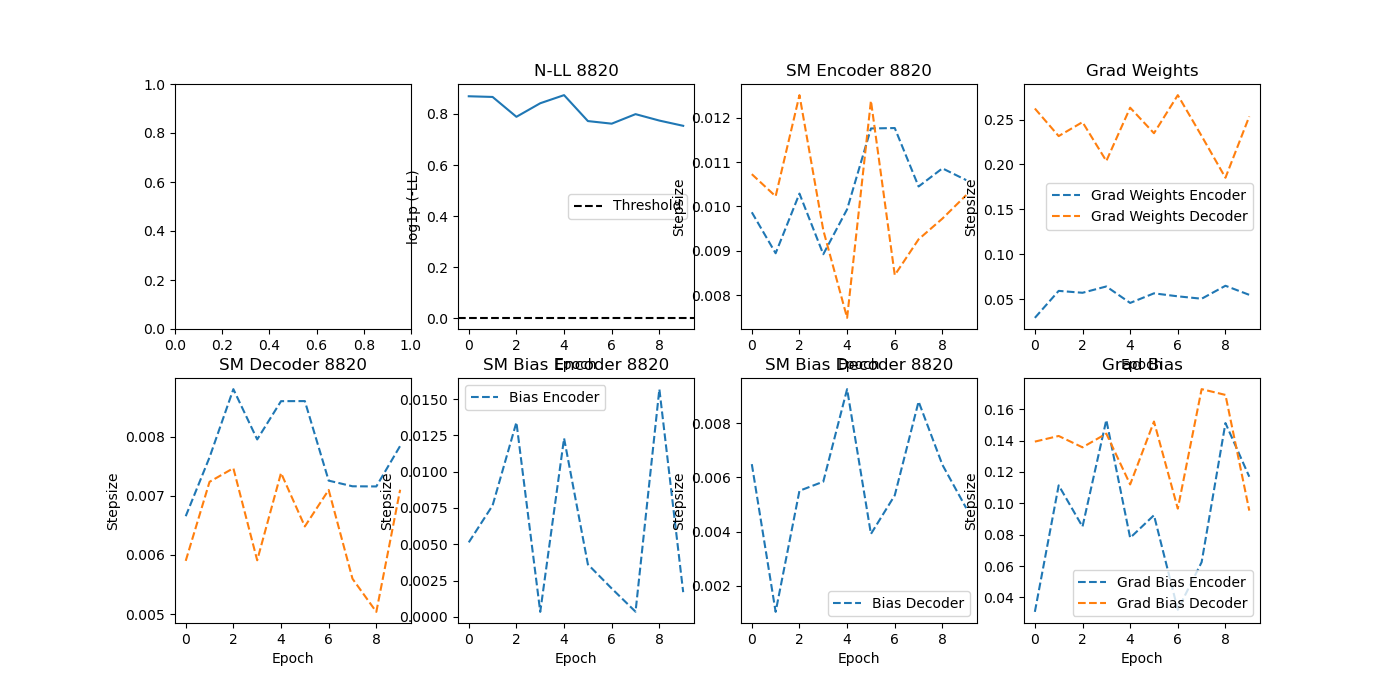 N-LL 8820
SM Encoder 8820
Grad Weights
1.0
0.8
0.6
0.4
0.2
0.0
0.0 0.2 0.4 0.6 0.8 1.0
log1p (-LL)
0.8
0.6
0.4
0.2
0.0
Threshold
0 2 4 6 8
Epoch
Stepsize
0.012
0.011
0.010
0.009
0.008
0 2 4 6 8
Epoch
Stepsize
0.25
0.20
0.15
0.10
0.05
Grad Weights Encoder
Grad Weights Decoder
0 2 4 6 8
Epoch
SM Decoder 8820
SM Bias Encoder 8820
SM Bias Decoder 8820
Grad Bias
Stepsize
0.008
0.007
0.006
0.005
0 2 4 6 8
Epoch
Stepsize
0.0150
0.0125
0.0100
0.0075
0.0050
0.0025
0.0000
Bias Encoder
0 2 4 6 8
Epoch
Stepsize
0.008
0.006
0.004
0.002
Bias Decoder
0 2 4 6 8
Epoch
Stepsize
0.16
0.14
0.12
0.10
0.08
0.06
0.04
Grad Bias Encoder
Grad Bias Decoder
0 2 4 6 8
Epoch